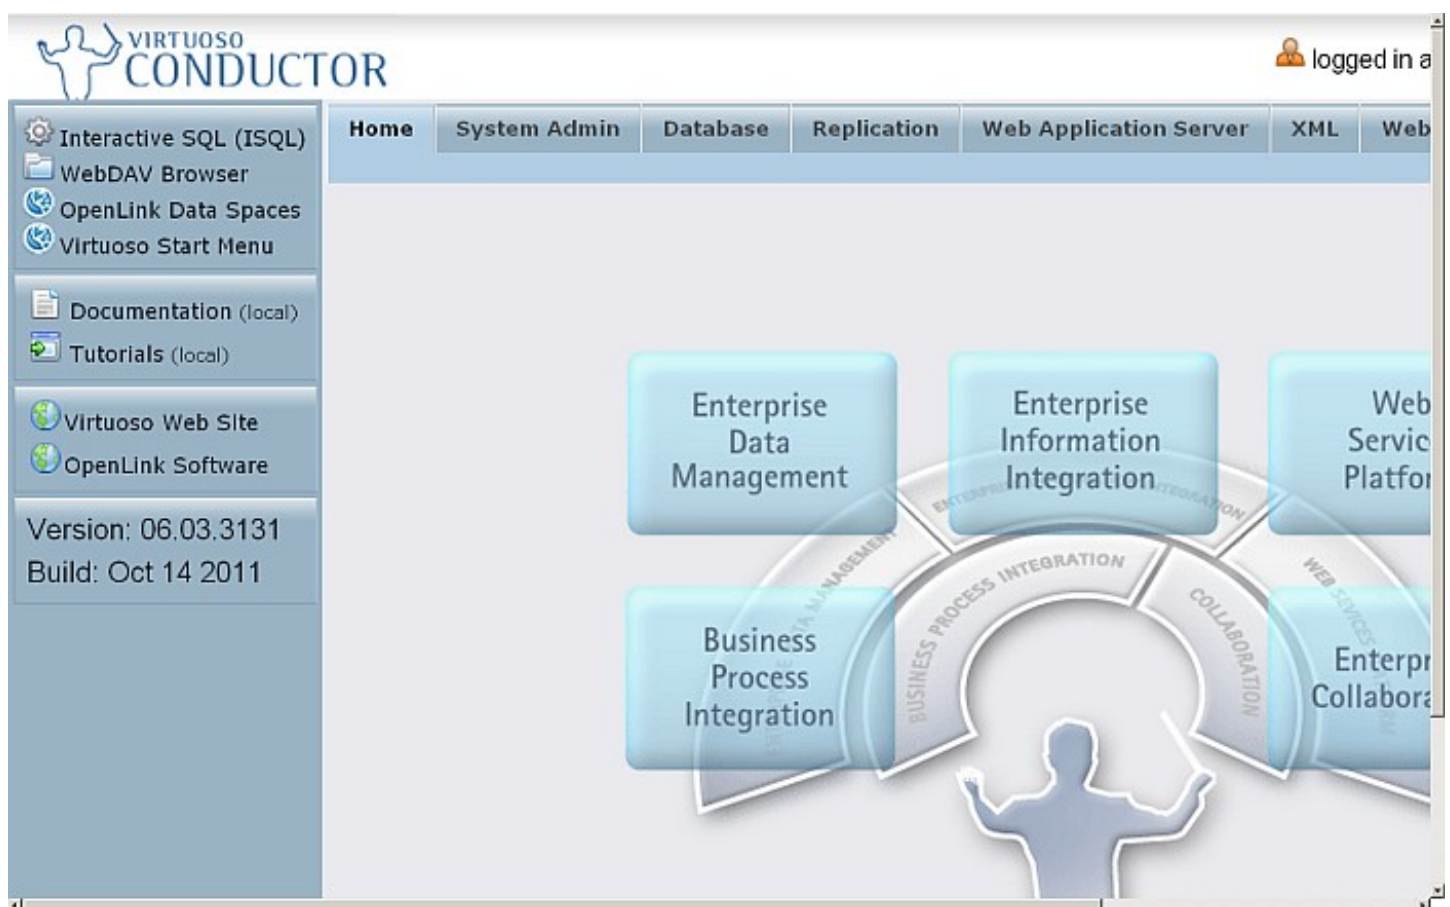 VIRTUOSO
CONDUCTOR
logged in a
Interactive SQL (ISQL)
WebDAV Browser
OpenLink Data Spaces
Virtuoso Start Menu
Documentation (local)
Tutorials (local)
Virtuoso Web Site
OpenLink Software
Version: 06.03.3131
Build: Oct 14 2011
Home System Admin Database Replication Web Application Server XML Web
Enterprise
Data
Management
Enterprise
Information
Integration
Web
Servic
Platfor
Business
Process
Integration
Enterpr
Collabora
BUSINESS PROCESS INTEGRATION
COLLABORATION